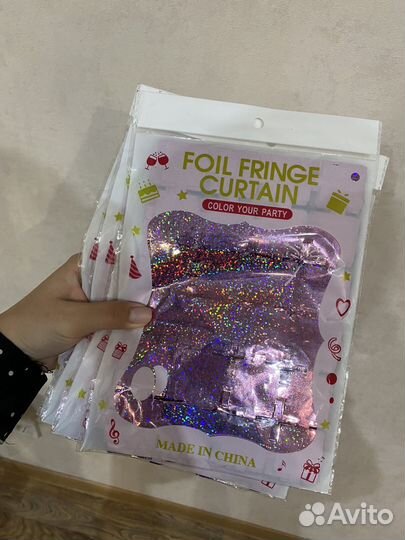 FOIL FRINGE
CURTAIN
COLOR YOUR PARTY
MADE IN CHINA
Avito